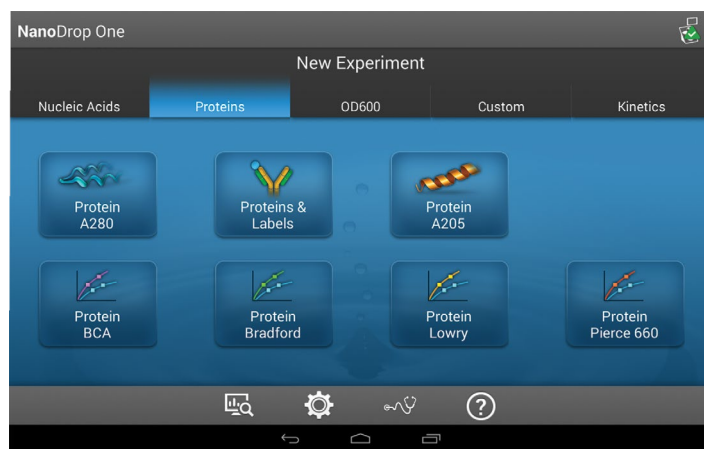 NanoDrop One
New Experiment
Nucleic Acids
Proteins
OD600
Custom
Kinetics
Protein
A280
Proteins &
Labels
Protein
A205
Protein
BCA
Protein
Bradford
Protein
Lowry
Protein
Pierce 660
?